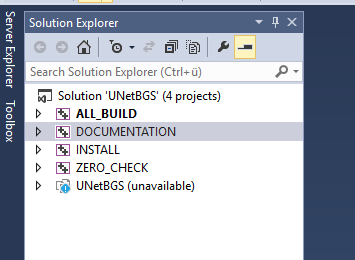 Server Explorer
Toolbox
Solution Explorer
Search Solution Explorer (Ctrl+ü)
Solution 'UNetBGS' (4 projects)
ALL_BUILD
DOCUMENTATION
INSTALL
ZERO_CHECK
UNetBGS (unavailable)